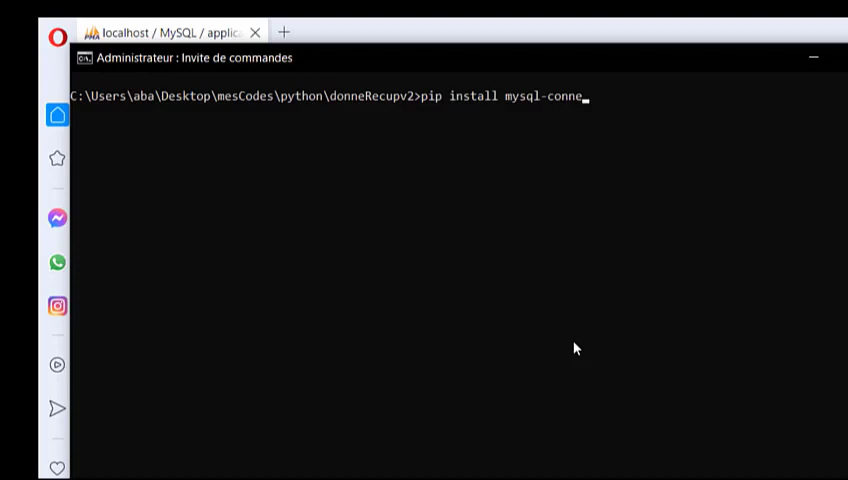 localhost / MySQL / applica
Administrateur : Invite de commandes
C:\Users\aba\Desktop\mesCodes\python\donneRecupv2>pip install mysql-conne